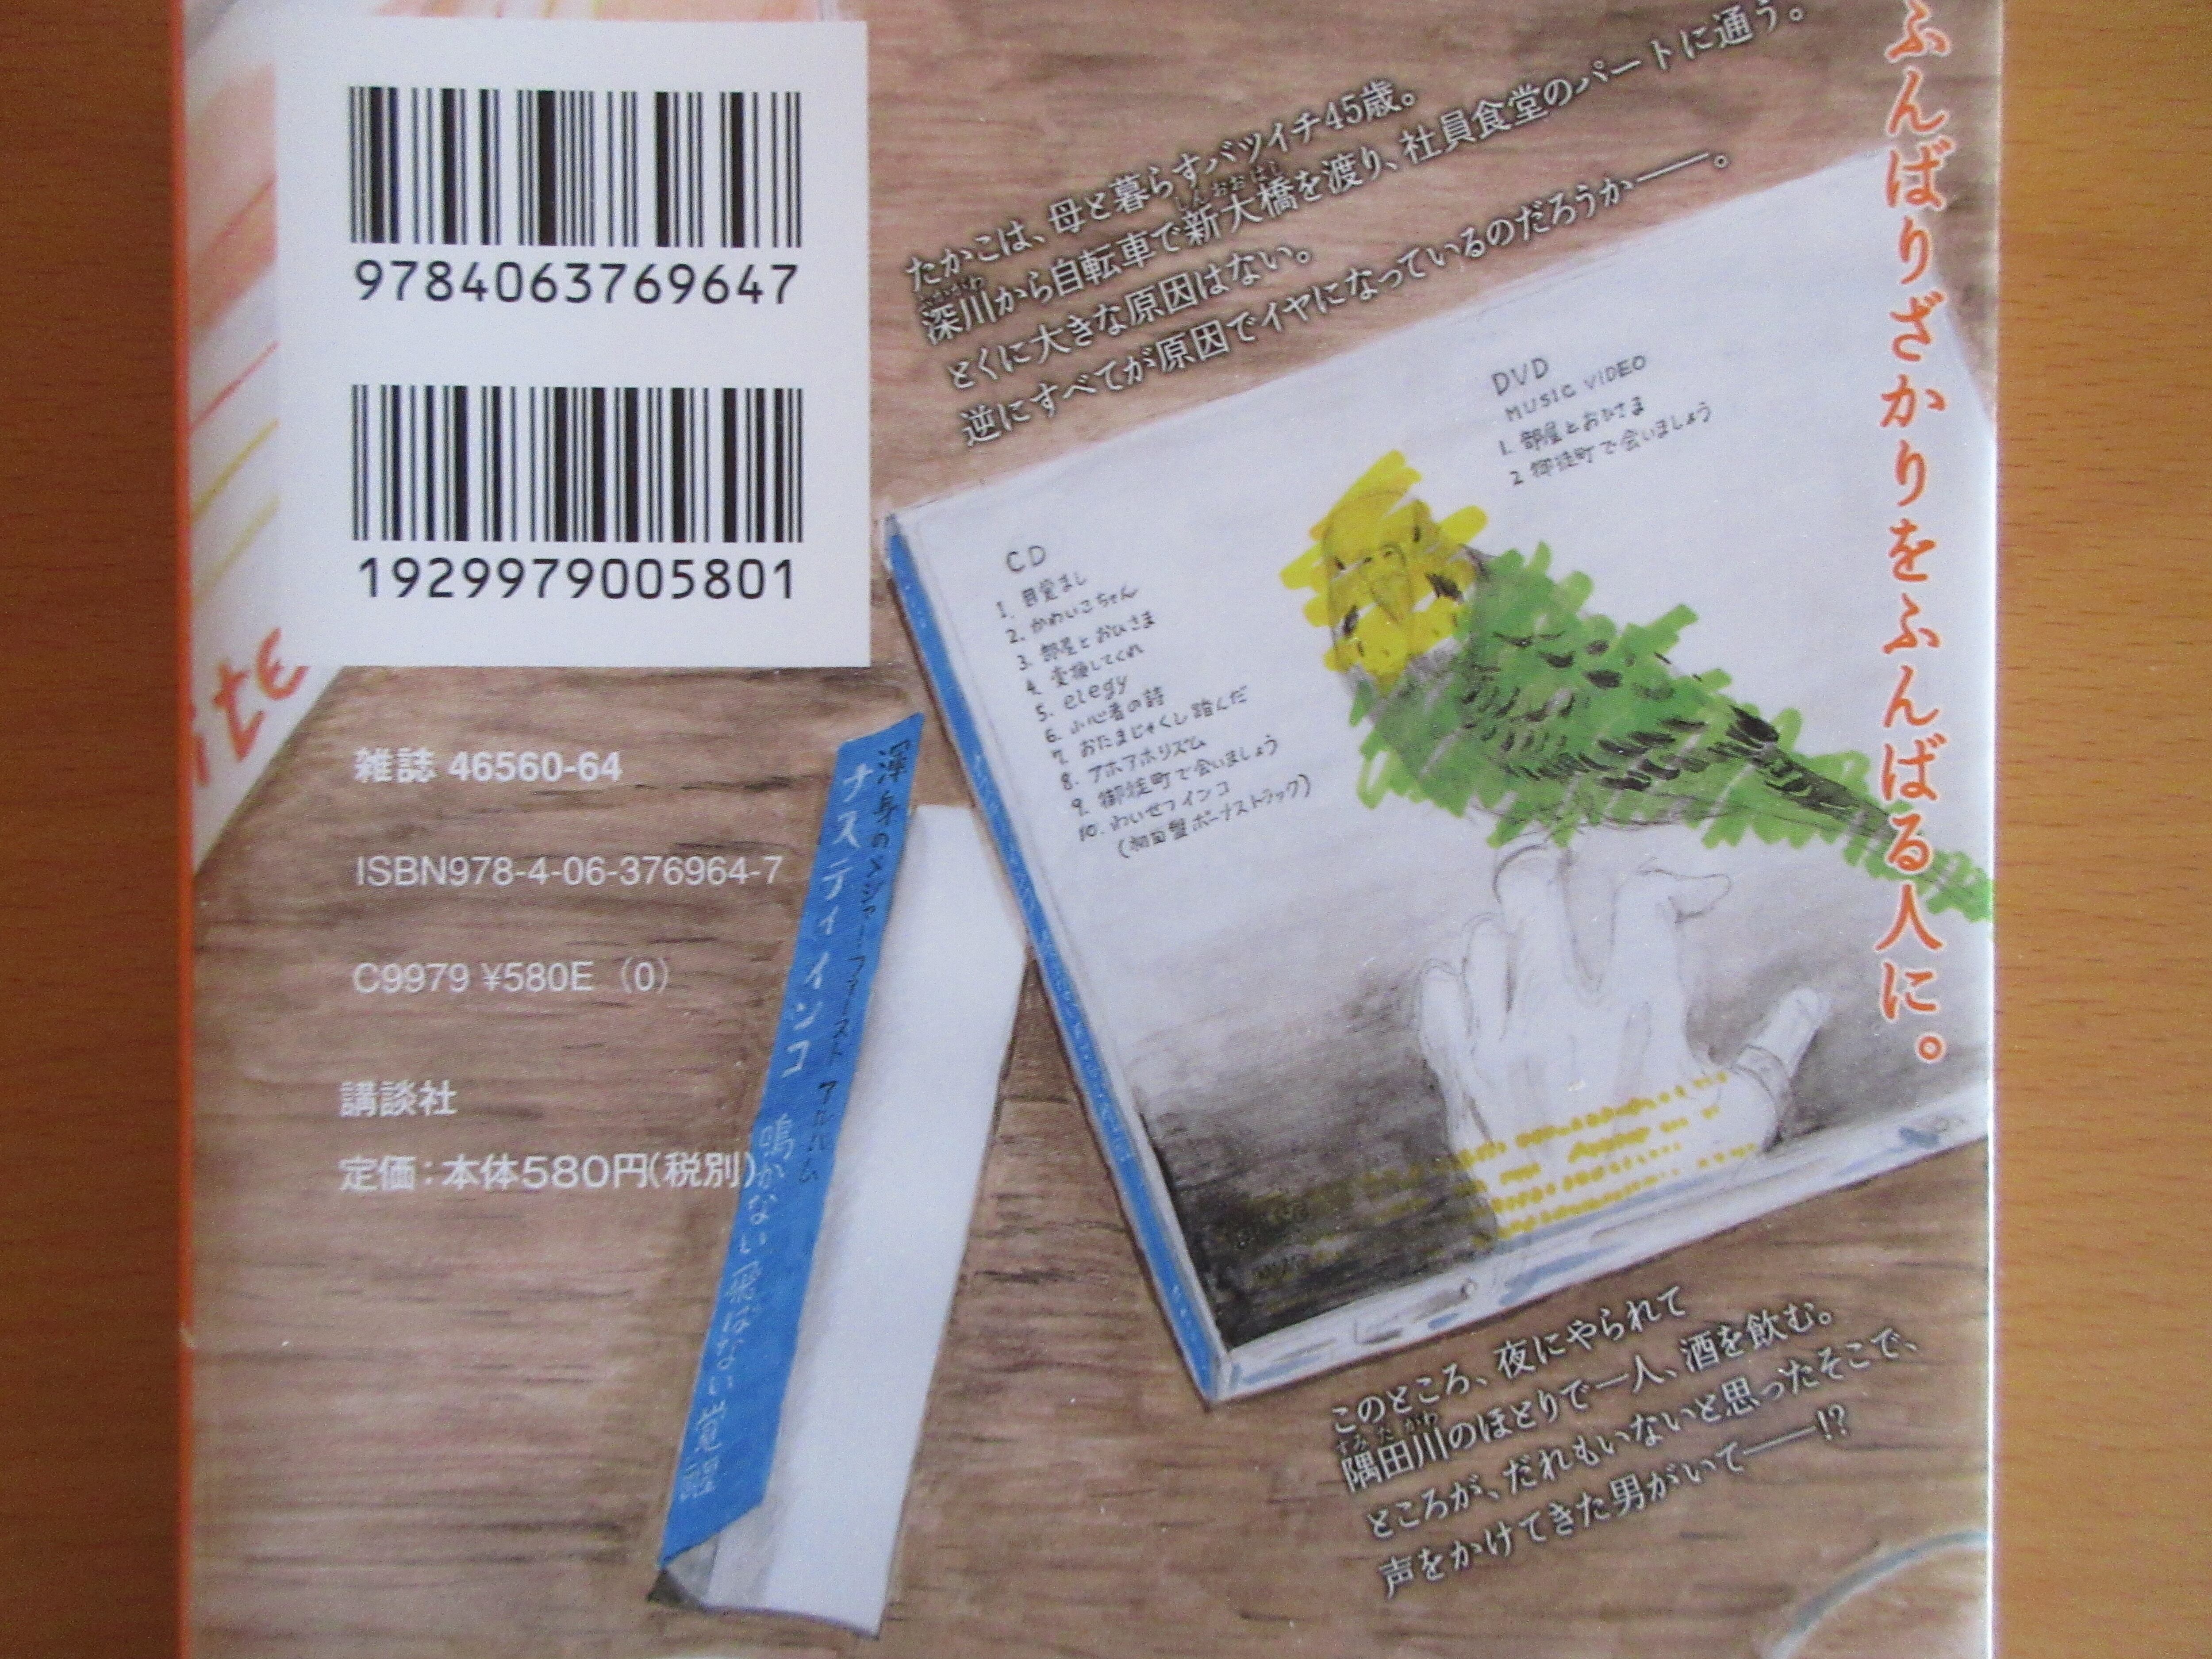 9784063769647
1929979005801
雑誌 46560-64
ISBN978-4-06-376964-7
C9979 ¥580E (0)
講談社
定価：本体580円(税別)
たかこは、母と暮らすバツイチ45歳。
深川から自転車で新大橋を渡り、社員食堂のパートに通う。
とくに大きな原因はない。
逆にすべてが原因でイヤになっているのだろうか――。
ふんばりざかりをふんばる人に。
DVD
MUSIC VIDEO
1. 部屋とおひさま
2 御徒町で会いましょう
CD
1. 目覚まし
2. かわいこちゃん
3. 部屋とおひさま
4. 変換してくれ
5. elegy
6. 小心者の詩
7. おたまじゃくし踏んだ
8. アホアホリズム
9. 御徒町で会いましょう
10. わいせつインコ
(初回盤ボーナストラック)
渾身のメジャーファーストアルバム
ナスティインコ
鳴かない飛ばない
このところ、夜にやられて
隅田川のほとりで一人、酒を飲む。
ところが、だれもいないと思ったそこで、
声をかけてきた男がいて――!?